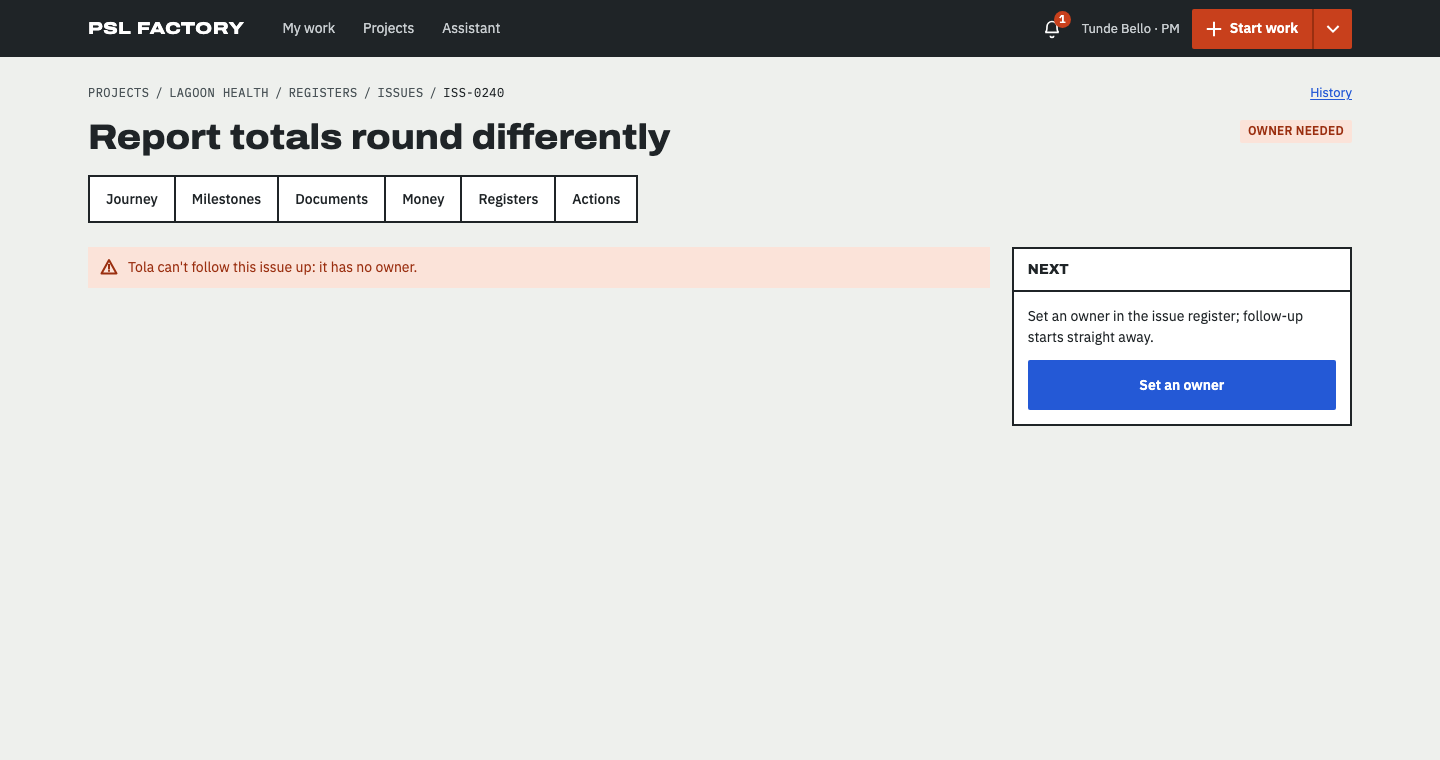 PSL FACTORY
My work
Projects
Assistant
1
Tunde Bello · PM
Start work
PROJECTS / LAGOON HEALTH / REGISTERS / ISSUES / ISS-0240
History
Report totals round differently
OWNER NEEDED
Journey
Milestones
Documents
Money
Registers
Actions
Tola can't follow this issue up: it has no owner.
NEXT
Set an owner in the issue register; follow-up
starts straight away.
Set an owner